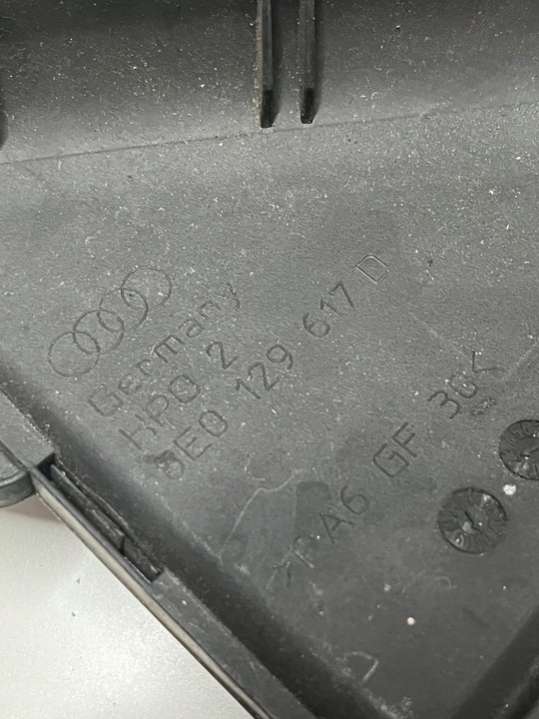 Germany
HPO 2
8E0 129 617 D
>PA6 GF 30<